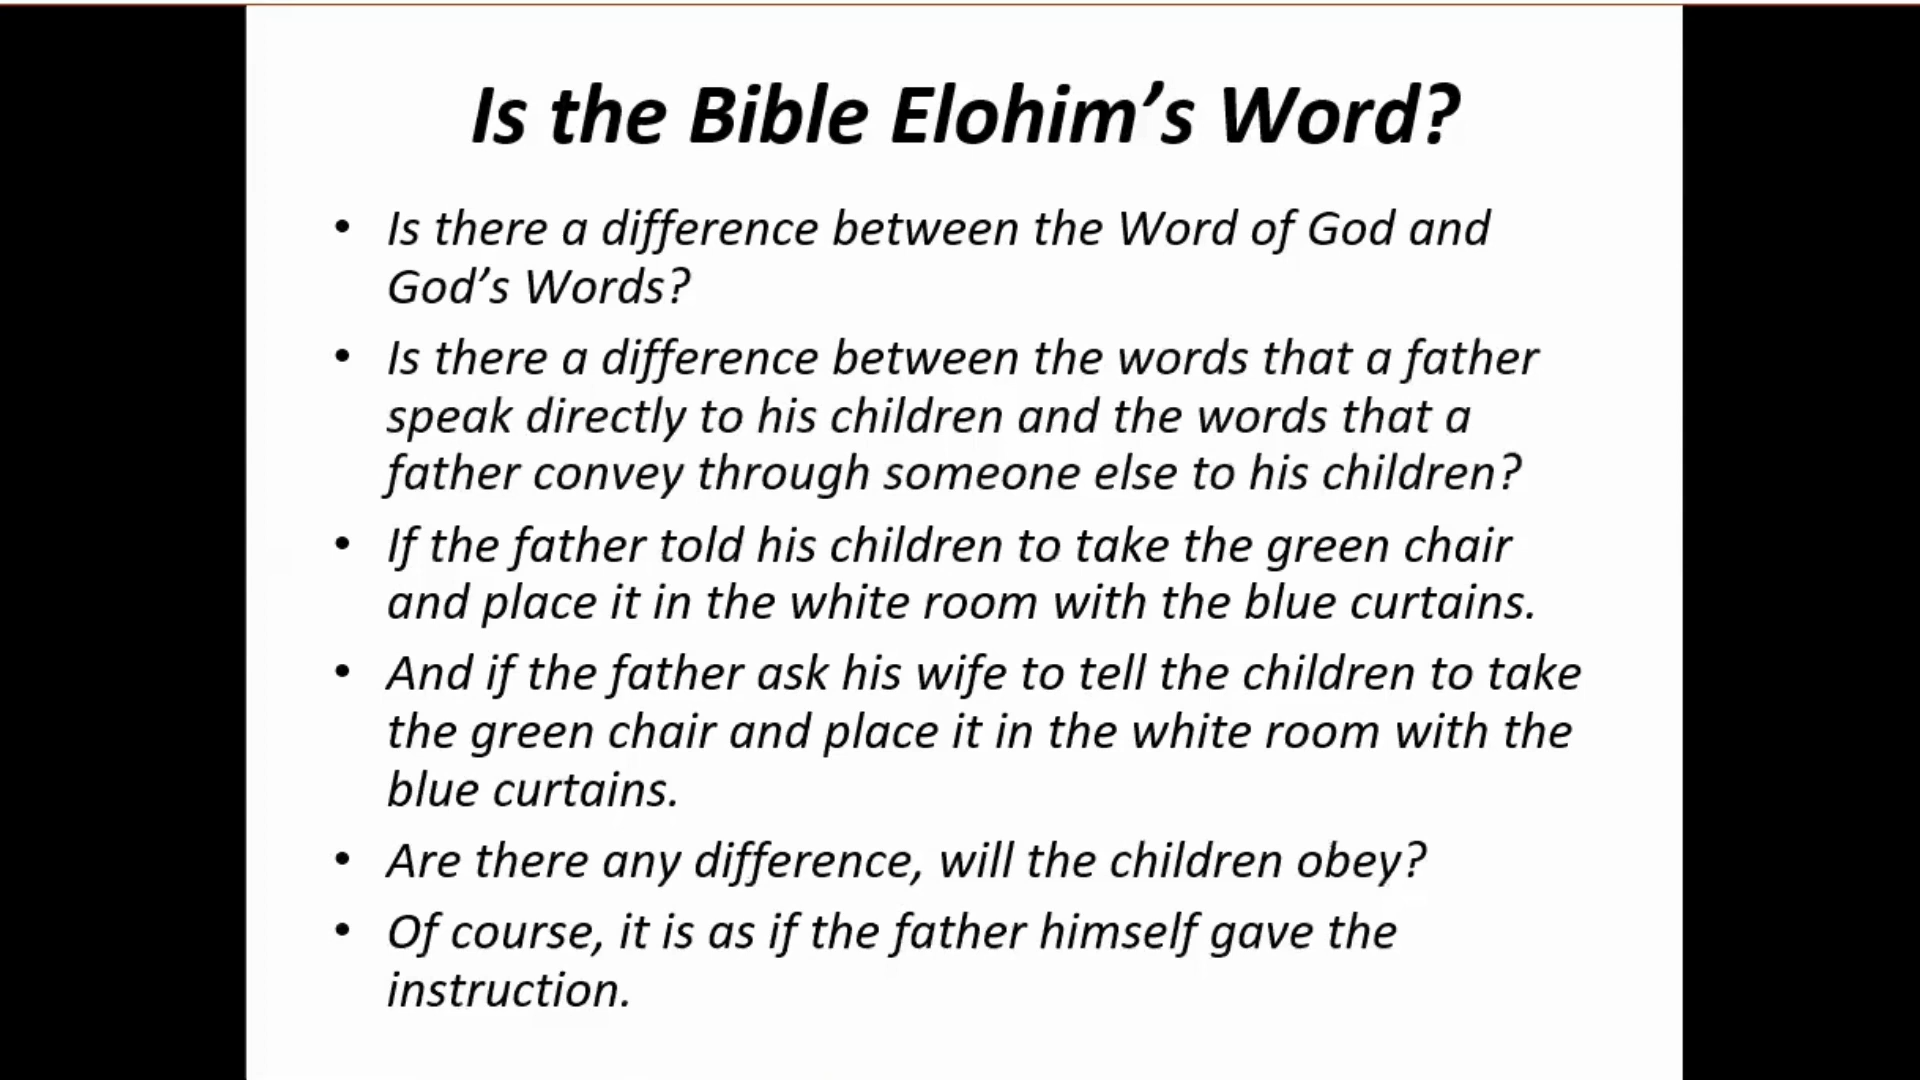 Is the Bible Elohim’s Word?
• Is there a difference between the Word of God and
God’s Words?
• Is there a difference between the words that a father
speak directly to his children and the words that a
father convey through someone else to his children?
• If the father told his children to take the green chair
and place it in the white room with the blue curtains.
• And if the father ask his wife to tell the children to take
the green chair and place it in the white room with the
blue curtains.
• Are there any difference, will the children obey?
• Of course, it is as if the father himself gave the
instruction.